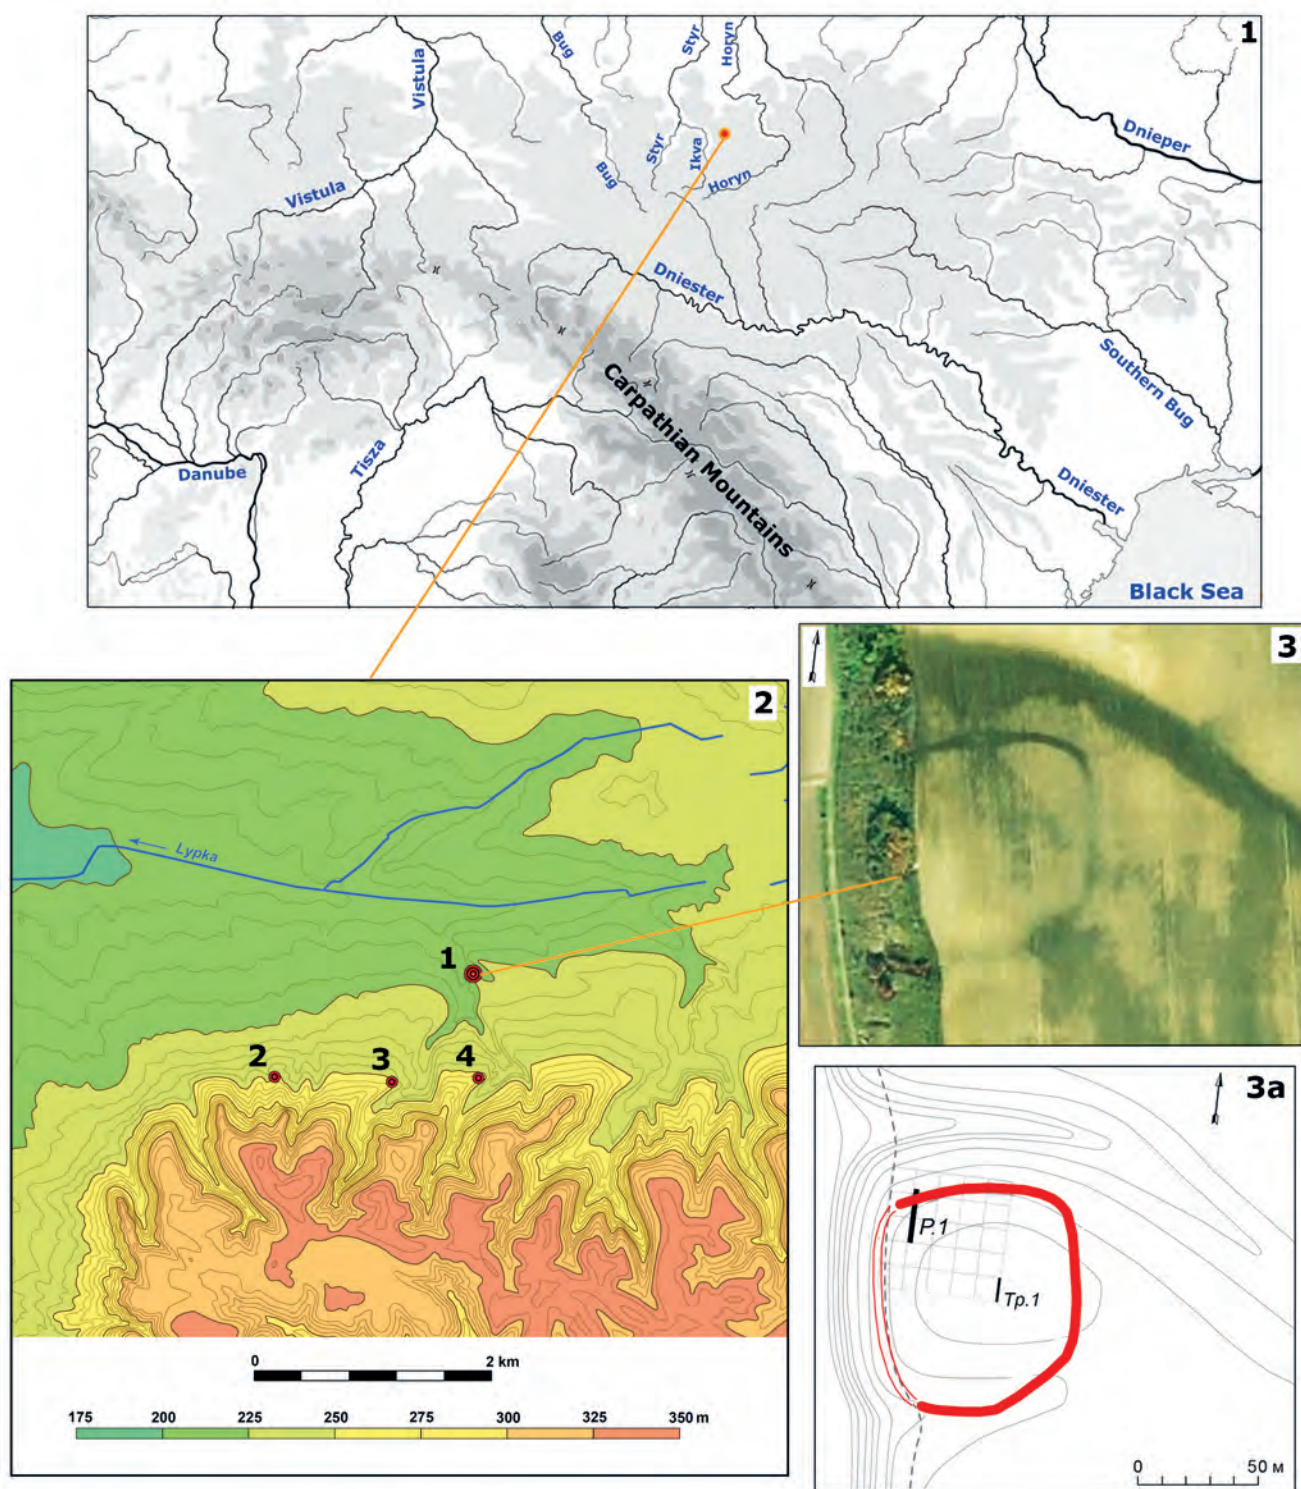 1
Bug
Styr
Horyn
Vistula
Dnieper
Styr
Ikva
Bug
Horyn
Vistula
Dniester
Southern Bug
Carpathian Mountains
Tisza
Danube
Dniester
Black Sea
2
Lypka
1
2
3
4
0
2 km
175
200
225
250
275
300
325
350 m
3
3a
P.1
Tp.1
0
50 м